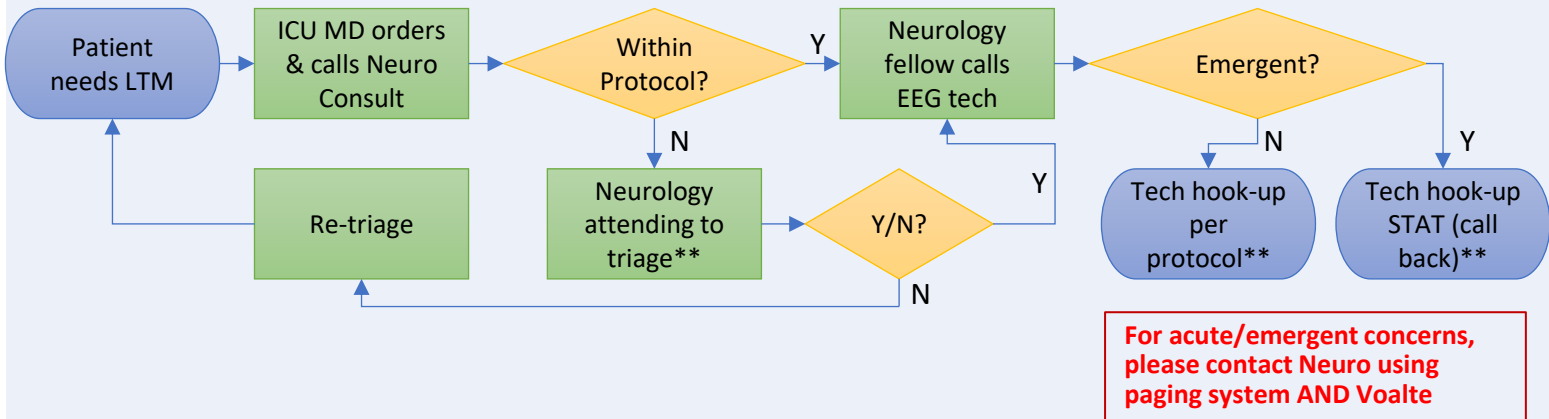 Patient
needs LTM
ICU MD orders
& calls Neuro
Consult
Within
Protocol?
Y
Neurology
fellow calls
EEG tech
Emergent?
N
Y
N
Y
Re-triage
Neurology
attending to
triage**
Y/N?
N
Tech hook-up
per
protocol**
Tech hook-up
STAT (call
back)**
For acute/emergent concerns,
please contact Neuro using
paging system AND Voalte